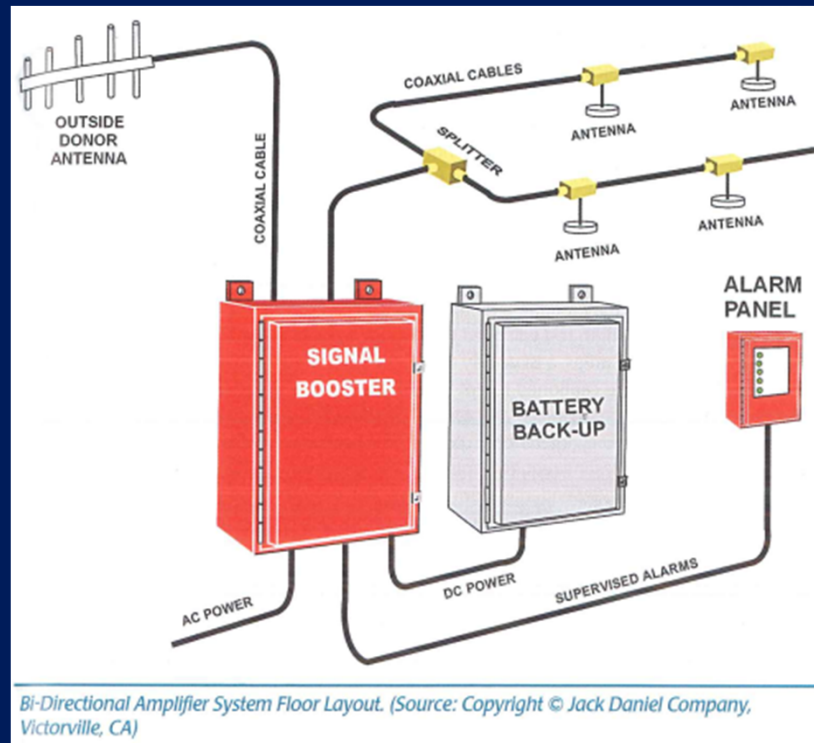 OUTSIDE
DONOR
ANTENNA
COAXIAL CABLE
COAXIAL CABLES
SPLITTER
ANTENNA
ANTENNA
ANTENNA
ANTENNA
SIGNAL
BOOSTER
BATTERY
BACK-UP
ALARM
PANEL
AC POWER
DC POWER
SUPERVISED ALARMS
Bi-Directional Amplifier System Floor Layout. (Source: Copyright © Jack Daniel Company,
Victorville, CA)